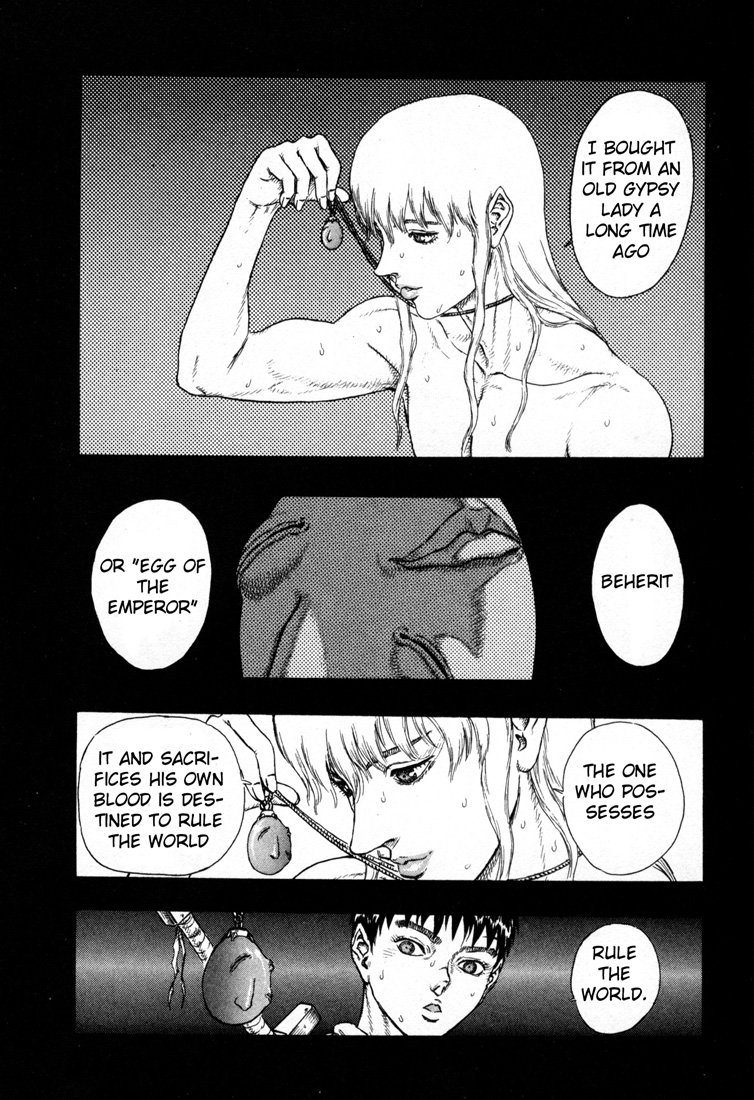 I BOUGHT
IT FROM AN
OLD GYPSY
LADY A
LONG TIME
AGO
BEHERIT
OR "EGG OF
THE
EMPEROR"
THE ONE
WHO POS-
SESSES
IT AND SACRI-
FICES HIS OWN
BLOOD IS DES-
TINED TO RULE
THE WORLD
RULE
THE
WORLD.